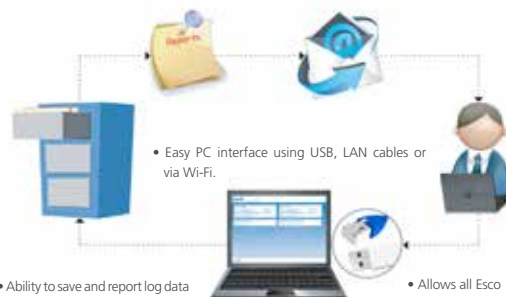 Reports
• Easy PC interface using USB, LAN cables or
via Wi-Fi.
• Ability to save and report log data
• Allows all Esco